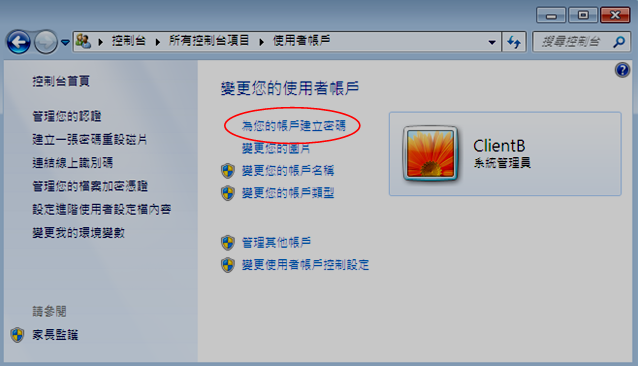 控制台 ▶ 所有控制台項目 ▶ 使用者帳戶
搜尋控制台
控制台首頁
管理您的認證
建立一張密碼重設磁片
連結線上識別碼
管理您的檔案加密憑證
設定進階使用者設定檔內容
變更我的環境變數
請參閱
家長監護
變更您的使用者帳戶
為您的帳戶建立密碼
變更您的圖片
變更您的帳戶名稱
變更您的帳戶類型
管理其他帳戶
變更使用者帳戶控制設定
ClientB
系統管理員